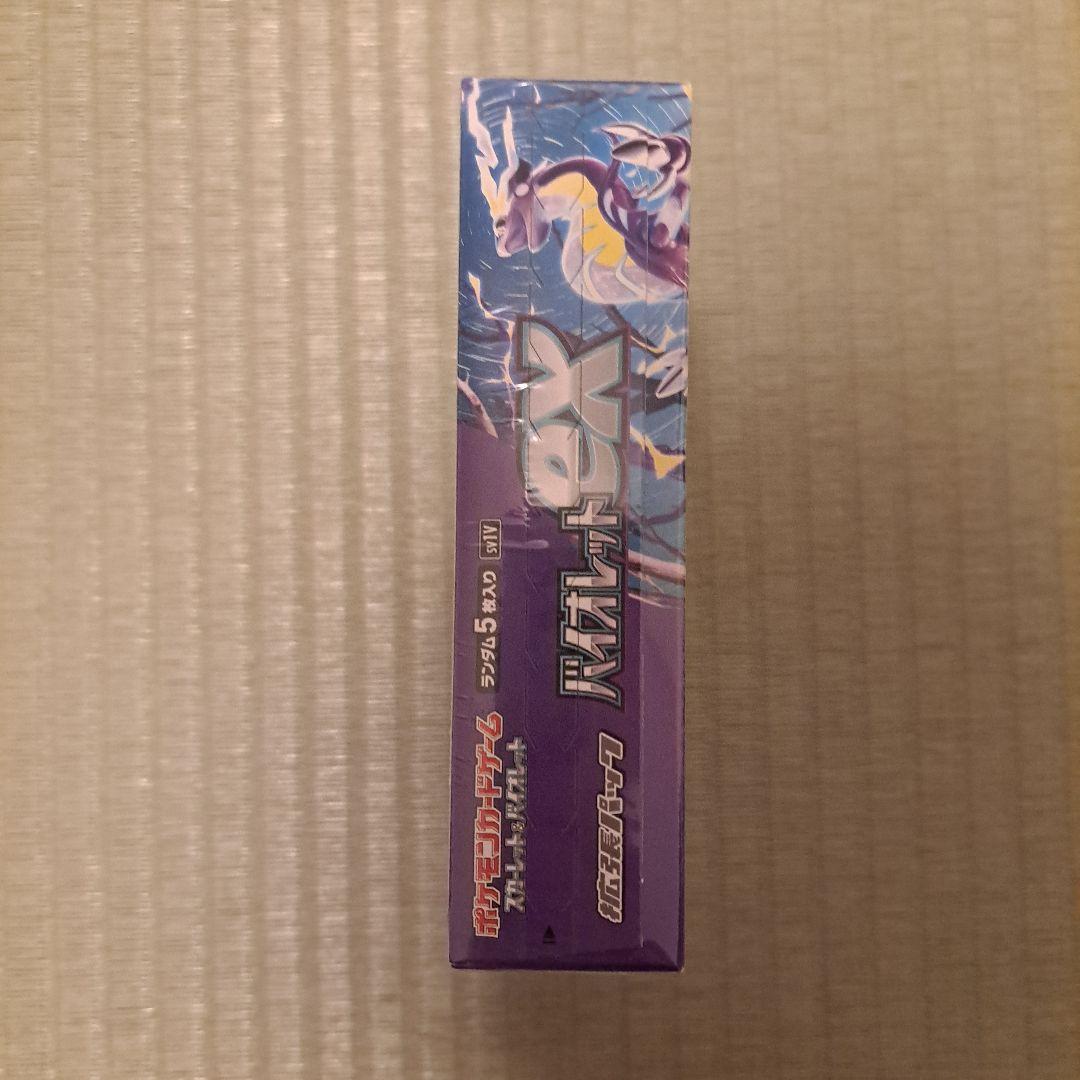 ポケモンカードゲーム
スカーレット&バイオレット
ランダム5枚入り
SV1V
拡張パック
バイオレットex